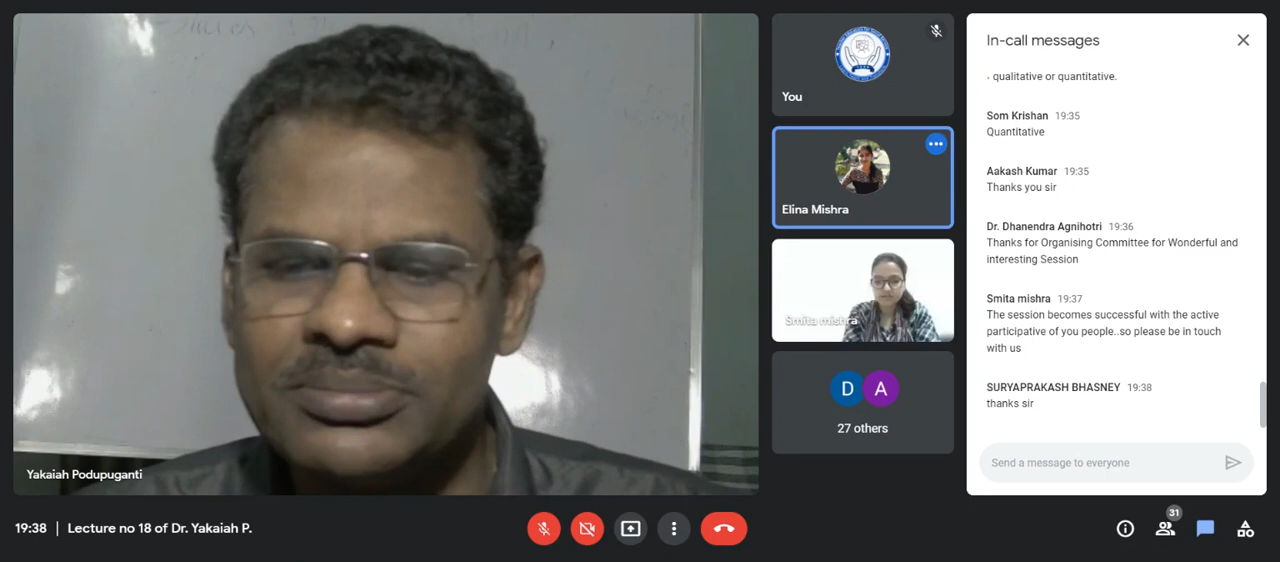 Yakaiah Podupuganti
You
Elina Mishra
Smita mishra
D
A
27 others
In-call messages
. qualitative or quantitative.
Som Krishan 19:35
Quantitative
Aakash Kumar 19:35
Thanks you sir
Dr. Dhanendra Agnihotri 19:36
Thanks for Organising Committee for Wonderful and
interesting Session
Smita mishra 19:37
The session becomes successful with the active
participative of you people..so please be in touch
with us
SURYAPRAKASH BHASNEY 19:38
thanks sir
Send a message to everyone
19:38 | Lecture no 18 of Dr. Yakaiah P.
31